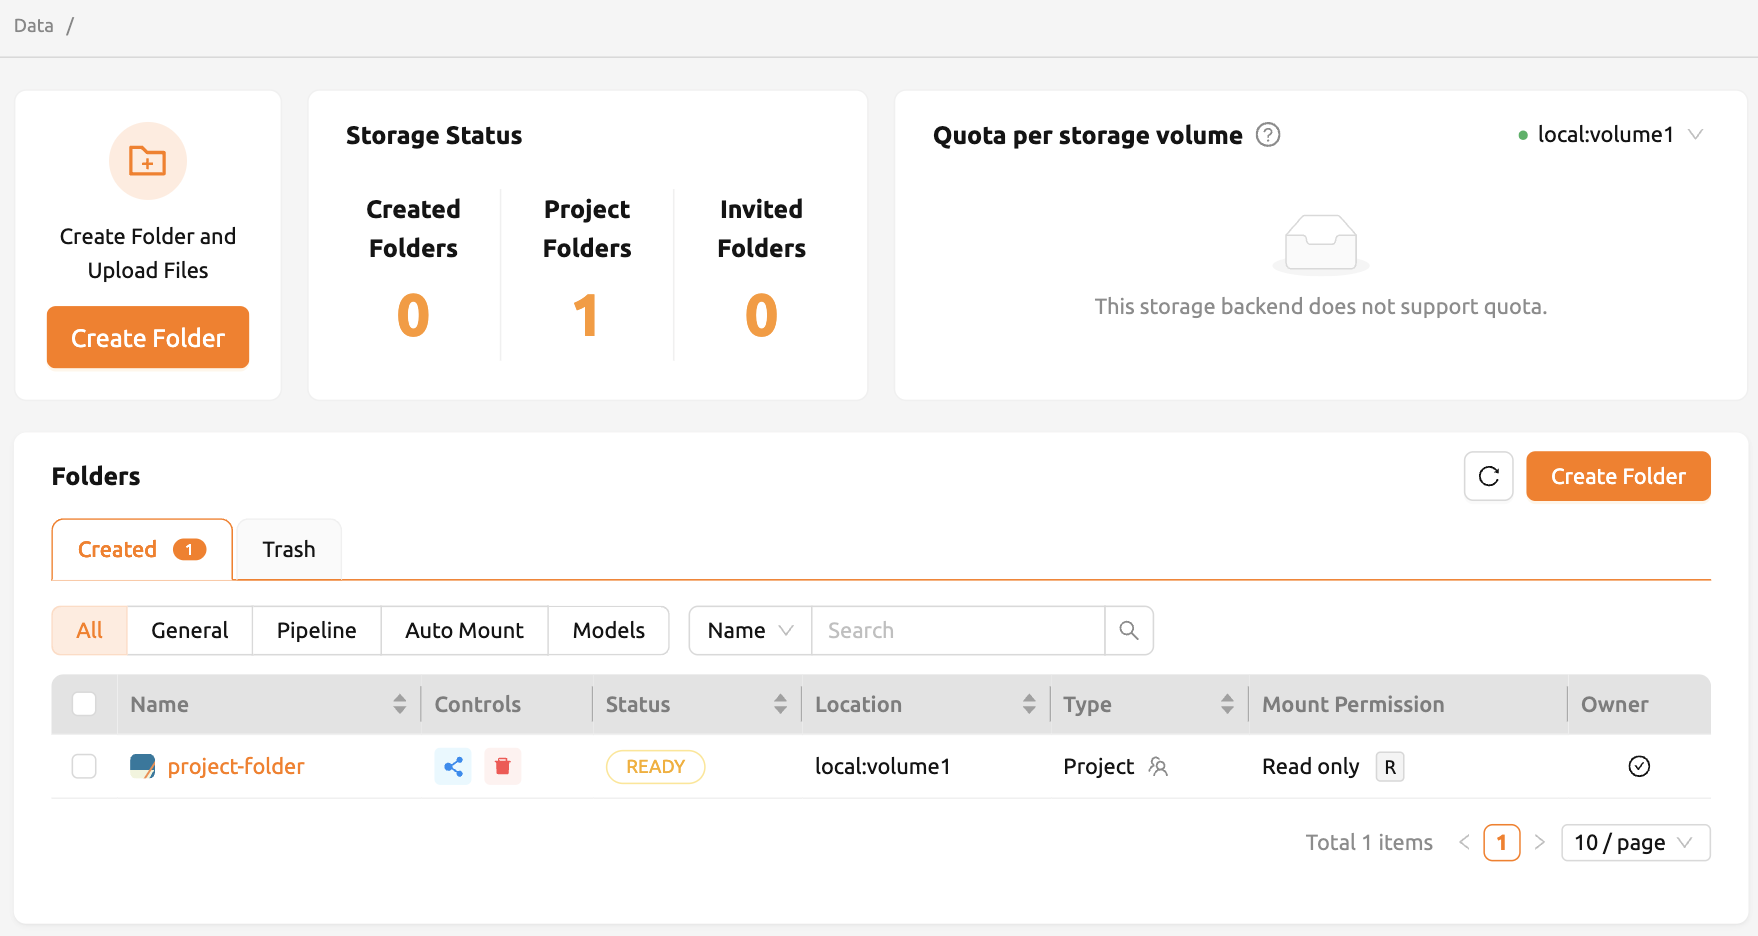 Data /
Create Folder and
Upload Files
Create Folder
Storage Status
Created
Folders
0
Project
Folders
1
Invited
Folders
0
Quota per storage volume ?
local:volume1
This storage backend does not support quota.
Folders
Create Folder
Created 1
Trash
All General Pipeline Auto Mount Models
Name Search
Name Controls Status Location Type Mount Permission Owner
project-folder READY local:volume1 Project Read only R
Total 1 items < 1 > 10 / page